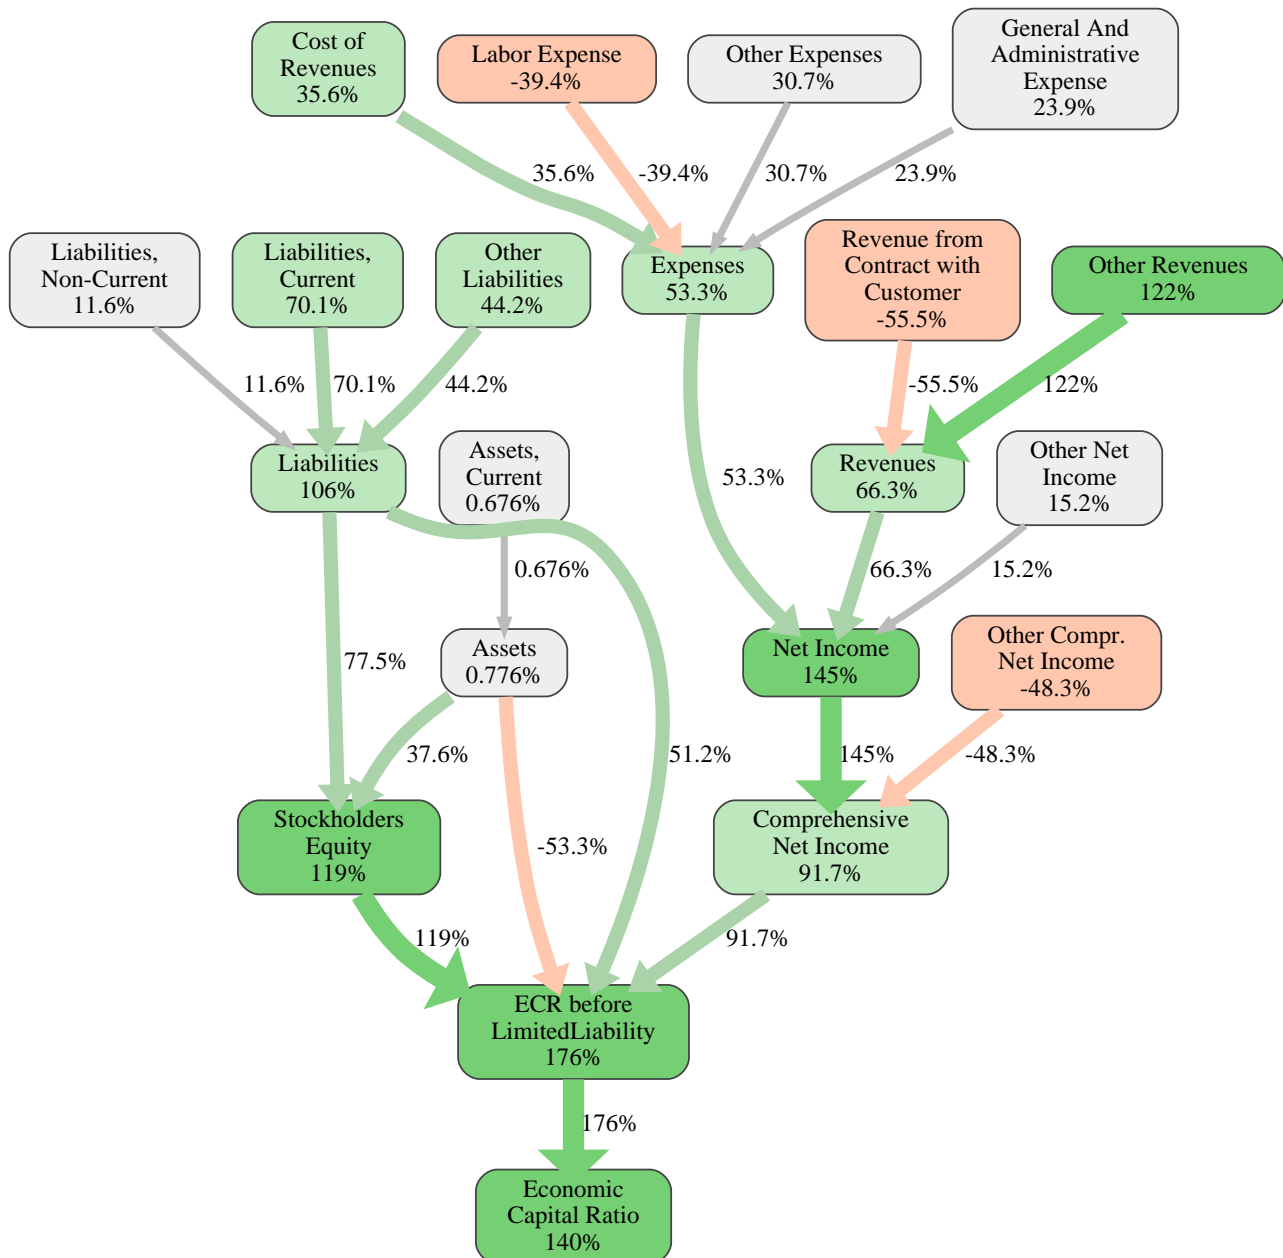 Cost of
Revenues
35.6%
Labor Expense
-39.4%
Other Expenses
30.7%
General And
Administrative
Expense
23.9%
35.6%
-39.4%
30.7%
23.9%
Liabilities,
Non-Current
11.6%
Liabilities,
Current
70.1%
Other
Liabilities
44.2%
Expenses
53.3%
Revenue from
Contract with
Customer
-55.5%
Other Revenues
122%
11.6%
70.1%
44.2%
-55.5%
122%
Liabilities
106%
Assets,
Current
0.676%
53.3%
Revenues
66.3%
Other Net
Income
15.2%
0.676%
66.3%
15.2%
77.5%
Assets
0.776%
Net Income
145%
Other Compr.
Net Income
-48.3%
37.6%
51.2%
145%
-48.3%
Stockholders
Equity
119%
-53.3%
Comprehensive
Net Income
91.7%
119%
91.7%
ECR before
LimitedLiability
176%
176%
Economic
Capital Ratio
140%